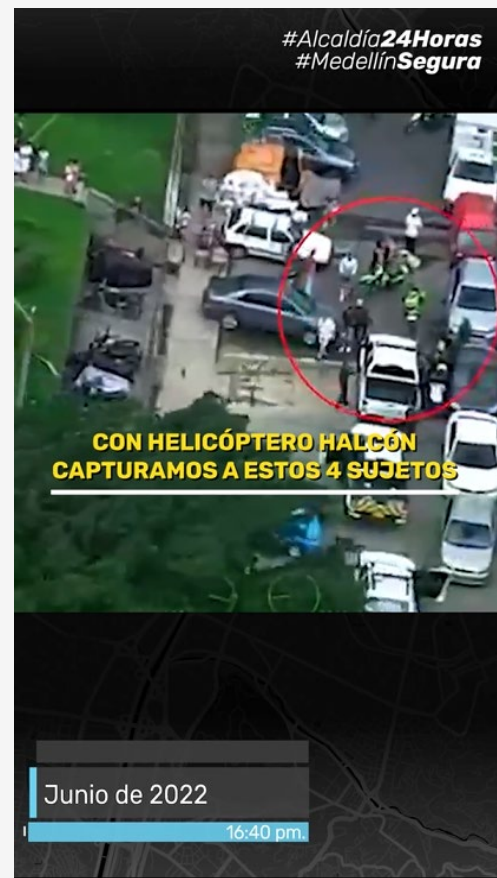 #Alcaldía24Horas
#MedellínSegura
CON HELICÓPTERO HALCÓN
CAPTURAMOS A ESTOS 4 SUJETOS
Junio de 2022
16:40 pm.